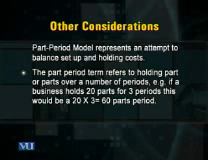 Other Considerations
Part-Period Model represents an attempt to
balance set up and holding costs.
The part period term refers to holding part
or parts over a number of periods, e.g. if a
business holds 20 parts for 3 periods this
would be a 20 X 3= 60 parts period.
VU